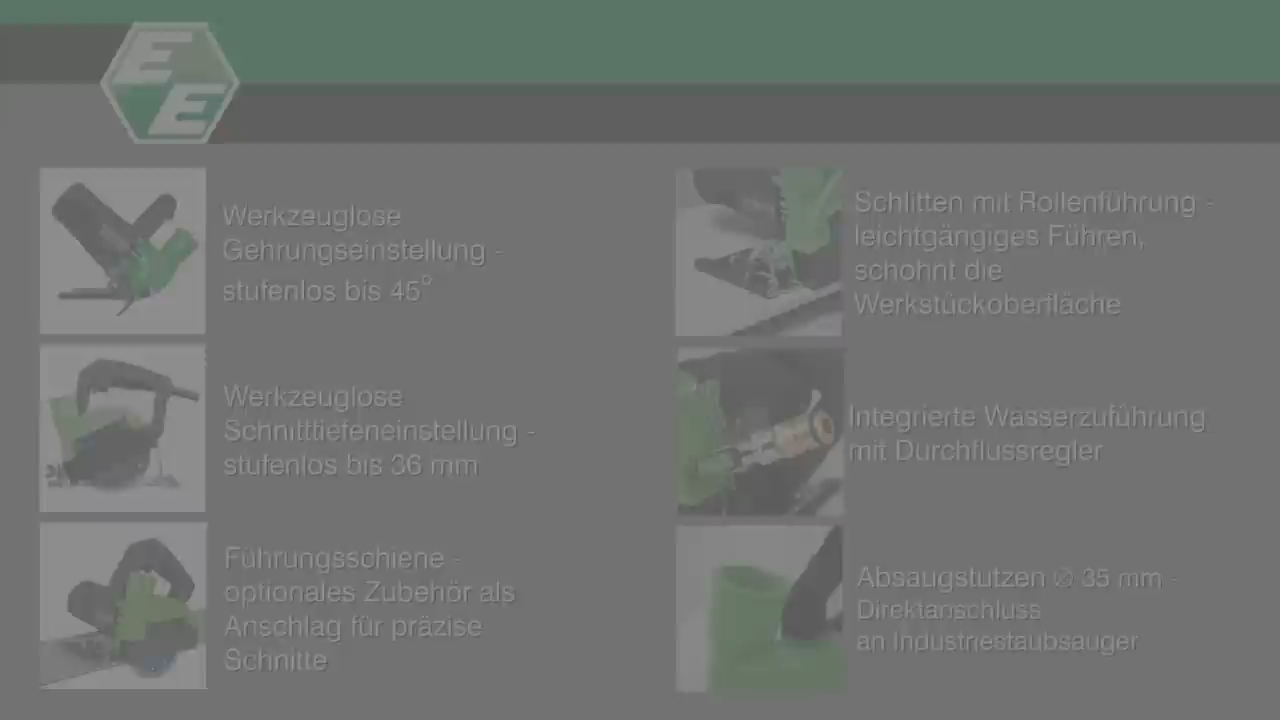 E
E
Werkzeuglose
Gehrungseinstellung -
stufenlos bis 45°
Werkzeuglose
Schnitttiefeneinstellung -
stufenlos bis 36 mm
Führungsschiene -
optionales Zubehör als
Anschlag für präzise
Schnitte
Schlitten mit Rollenführung -
leichtgängiges Führen,
schohnt die
Werkstückoberfläche
Integrierte Wasserzuführung
mit Durchflussregler
Absaugstutzen ∅ 35 mm -
Direktanschluss
an Industriestaubsauger